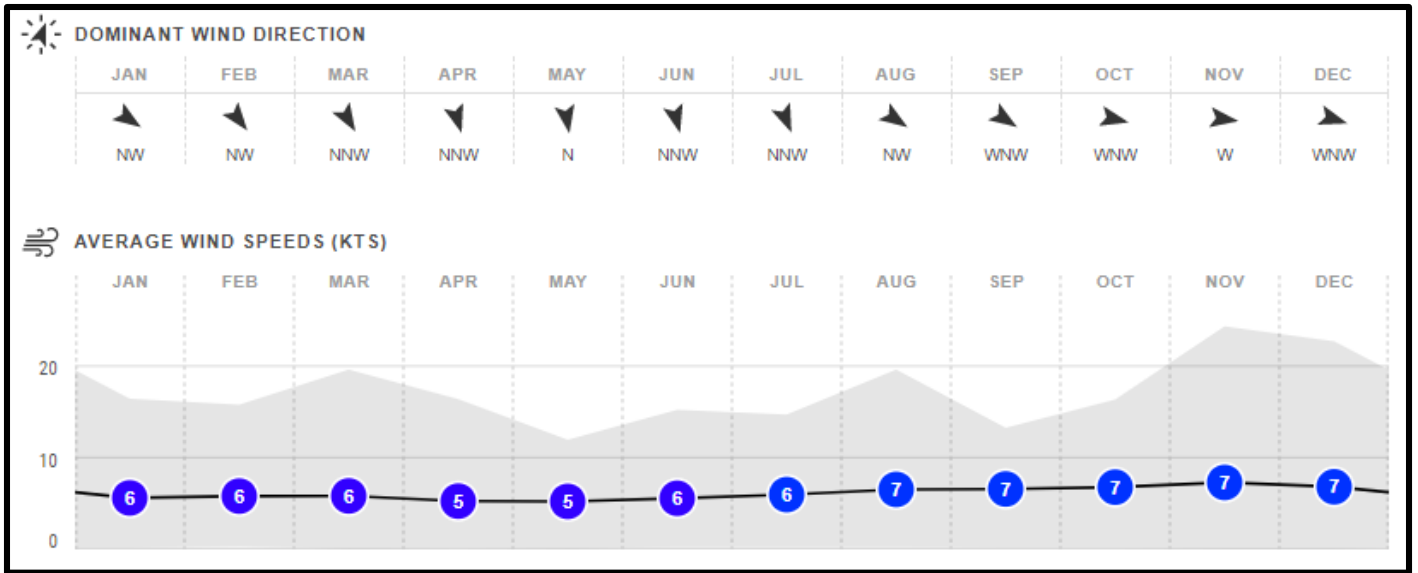 DOMINANT WIND DIRECTION
JAN FEB MAR APR MAY JUN JUL AUG SEP OCT NOV DEC
NW NW NNW NNW N NNW NNW NW WNW WNW W WNW
AVERAGE WIND SPEEDS (KTS)
JAN FEB MAR APR MAY JUN JUL AUG SEP OCT NOV DEC
20
10
6 6 6 5 5 6 6 7 7 7 7 7
0